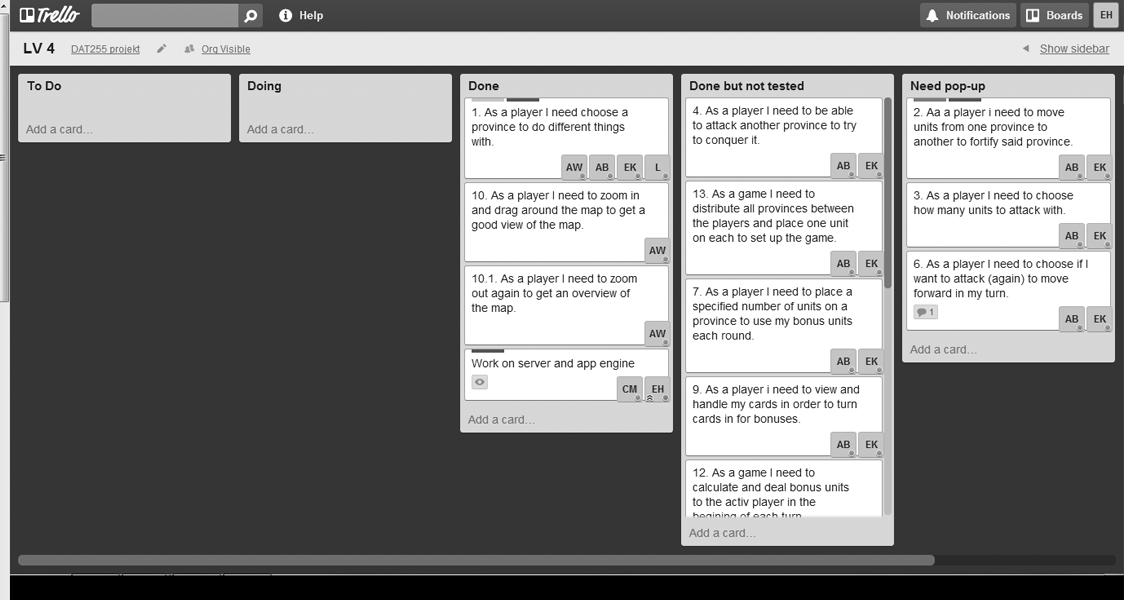 Trello
Help
Notifications
Boards
EH
LV 4
DAT255 projekt
Org Visible
Show sidebar
To Do
Add a card...
Doing
Add a card...
Done
1. As a player I need choose a
province to do different things
with.
AW AB EK L
10. As a player I need to zoom in
and drag around the map to get a
good view of the map.
AW
10.1. As a player I need to zoom
out again to get an overview of
the map.
AW
Work on server and app engine
CM EH
Add a card...
Done but not tested
4. As a player I need to be able
to attack another province to try
to conquer it.
AB EK
13. As a game I need to
distribute all provinces between
the players and place one unit
on each to set up the game.
AB EK
7. As a player I need to place a
specified number of units on a
province to use my bonus units
each round.
AB EK
9. As a player i need to view and
handle my cards in order to turn
cards in for bonuses.
AB EK
12. As a game I need to
calculate and deal bonus units
to the activ player in the
begining of each turn
Add a card...
Need pop-up
2. Aa a player i need to move
units from one province to
another to fortify said province.
AB EK
3. As a player I need to choose
how many units to attack with.
AB EK
6. As a player I need to choose if I
want to attack (again) to move
forward in my turn.
1
AB EK
Add a card...